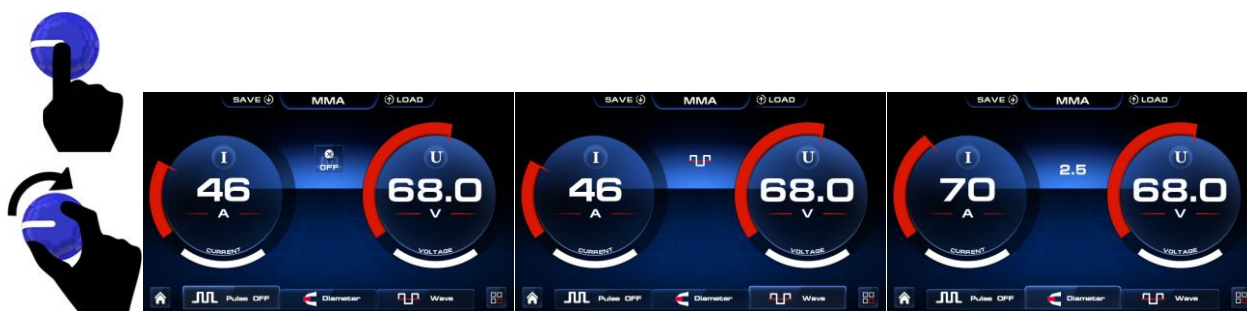 SAVE MMA LOAD
I U
OFF
46 68.0
A V
CURRENT VOLTAGE
Pulse OFF Diameter Wave
SAVE MMA LOAD
I U
46 68.0
A V
CURRENT VOLTAGE
Pulse OFF Diameter Wave
SAVE MMA LOAD
I U
2.5
70 68.0
A V
CURRENT VOLTAGE
Pulse OFF Diameter Wave